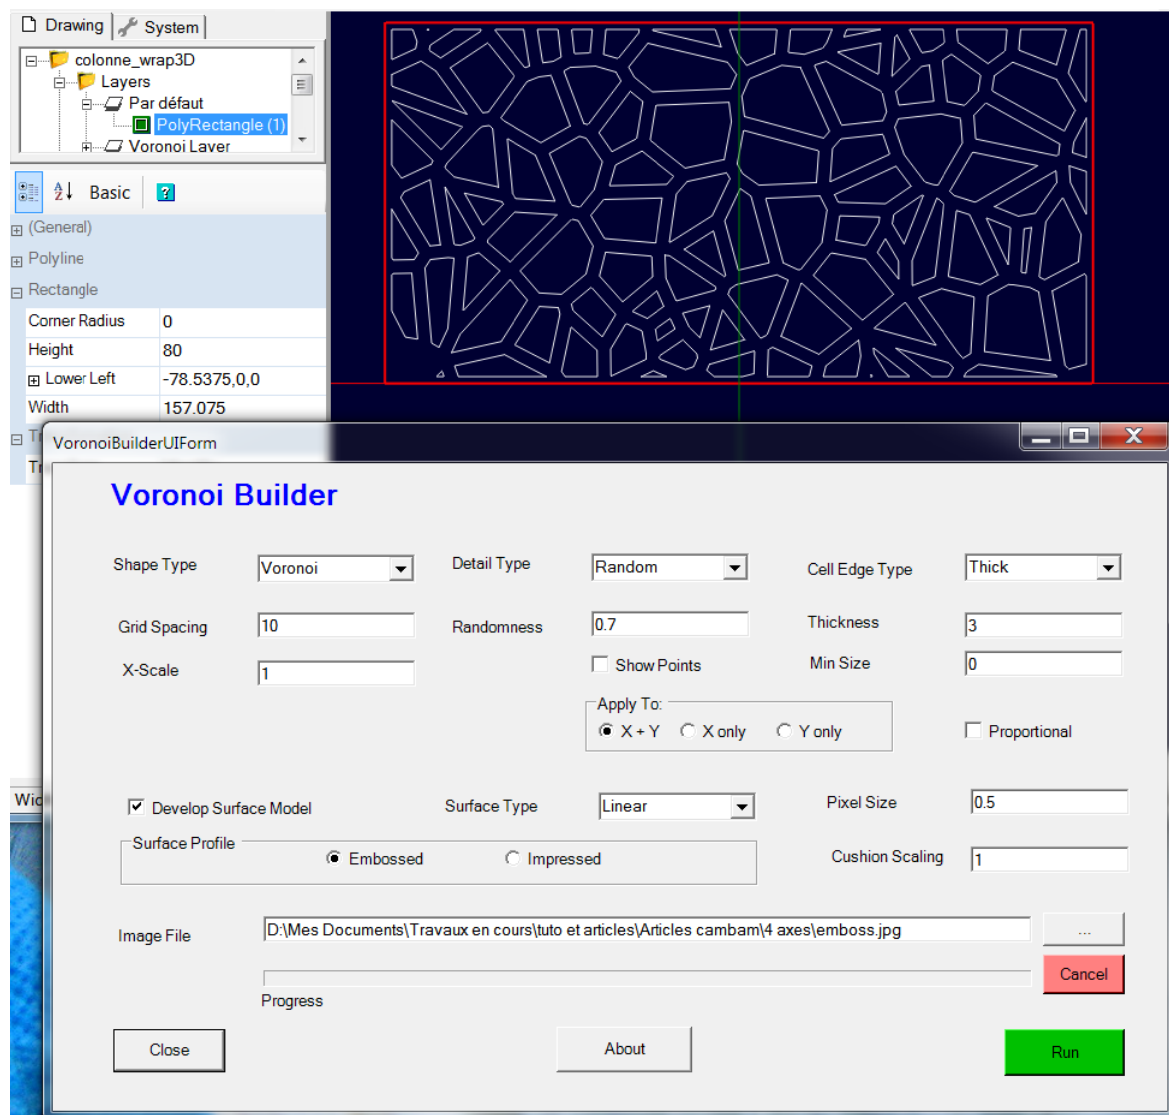 Drawing System
colonne_wrap3D
Layers
Par défaut
PolyRectangle (1)
Voronoi Layer
Basic
(General)
Polyline
Rectangle
Corner Radius 0
Height 80
Lower Left -78.5375,0,0
Width 157.075
VoronoiBuilderUIForm
Voronoi Builder
Shape Type Voronoi Detail Type Random Cell Edge Type Thick
Grid Spacing 10 Randomness 0.7 Thickness 3
X-Scale 1 Show Points Min Size 0
Apply To:
X + Y X only Y only Proportional
Develop Surface Model Surface Type Linear Pixel Size 0.5
Surface Profile
Embossed Impressed Cushion Scaling 1
Image File D:\Mes Documents\Travaux en cours\tuto et articles\Articles cambam\4 axes\emboss.jpg ...
Cancel
Progress
Close About Run